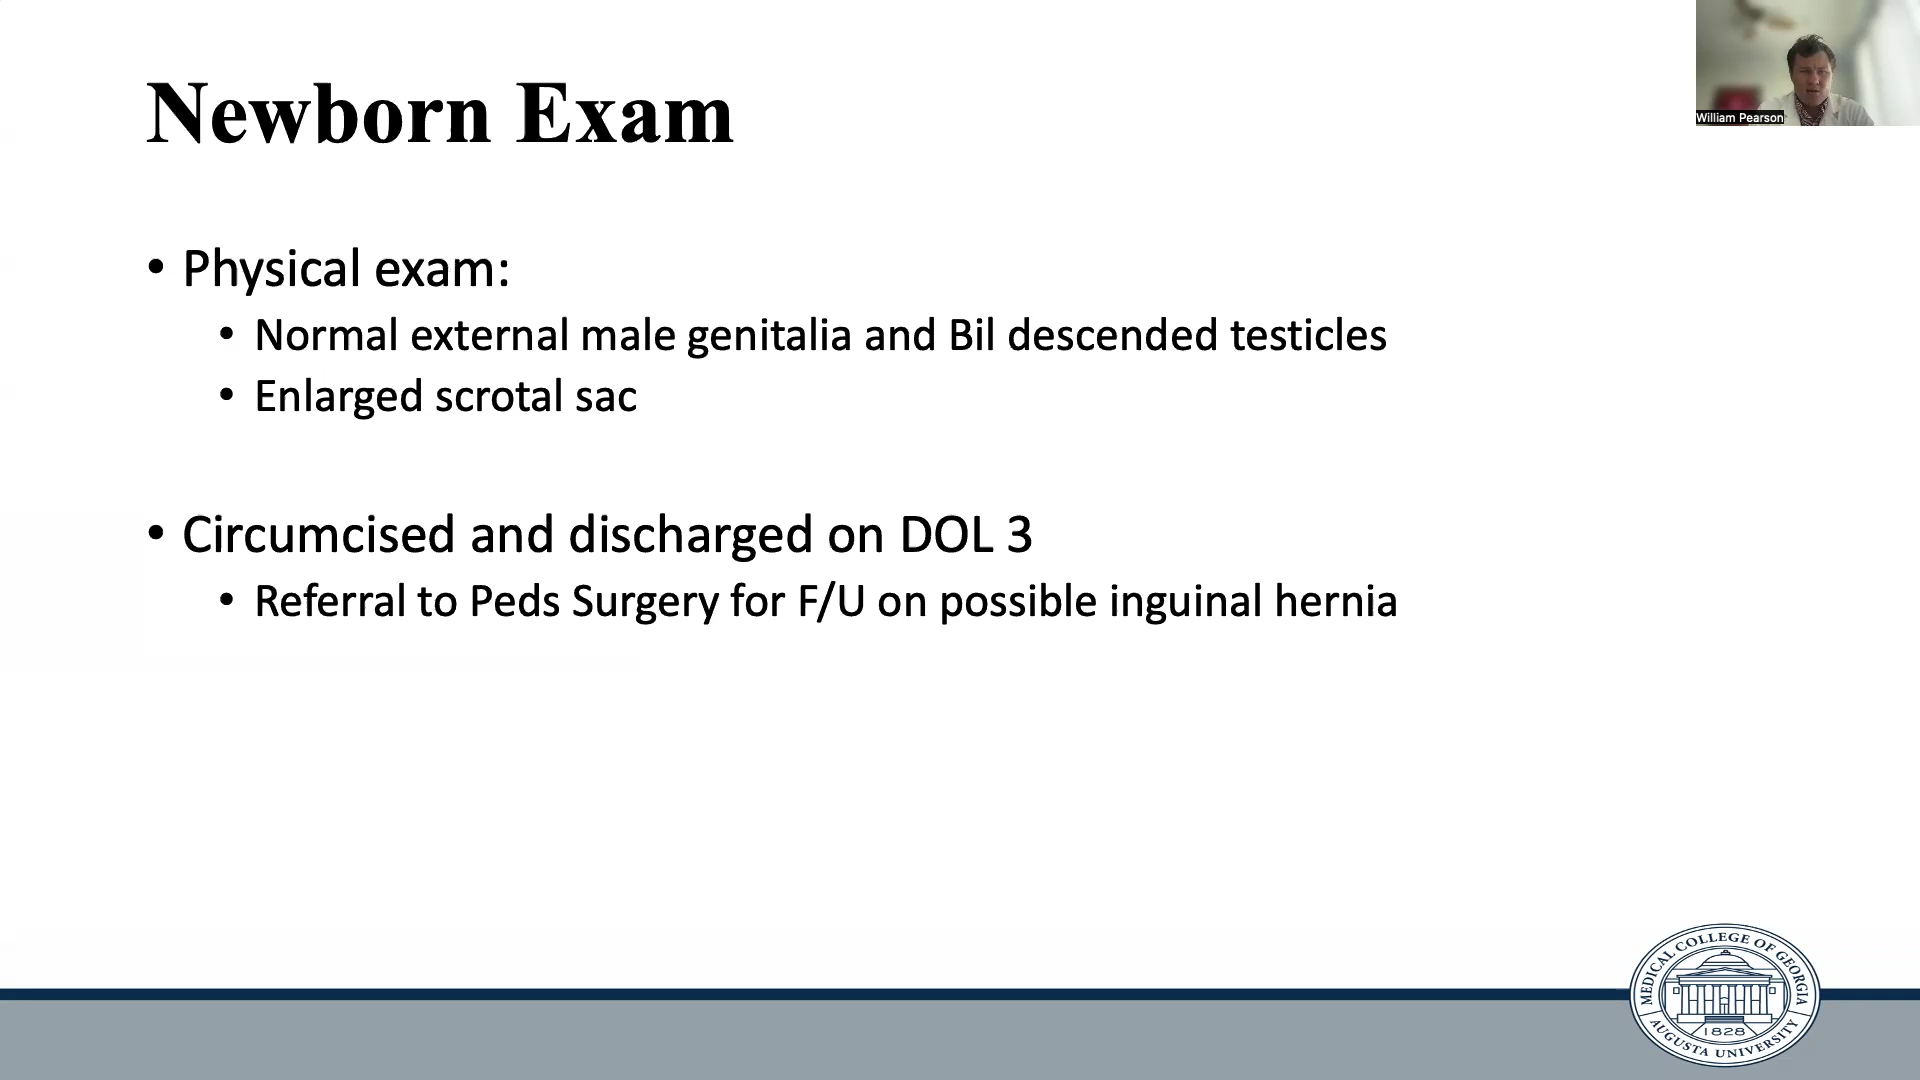 Newborn Exam
William Pearson
• Physical exam:
• Normal external male genitalia and Bil descended testicles
• Enlarged scrotal sac
• Circumcised and discharged on DOL 3
• Referral to Peds Surgery for F/U on possible inguinal hernia
MEDICAL COLLEGE OF GEORGIA
1828
AUGUSTA UNIVERSITY